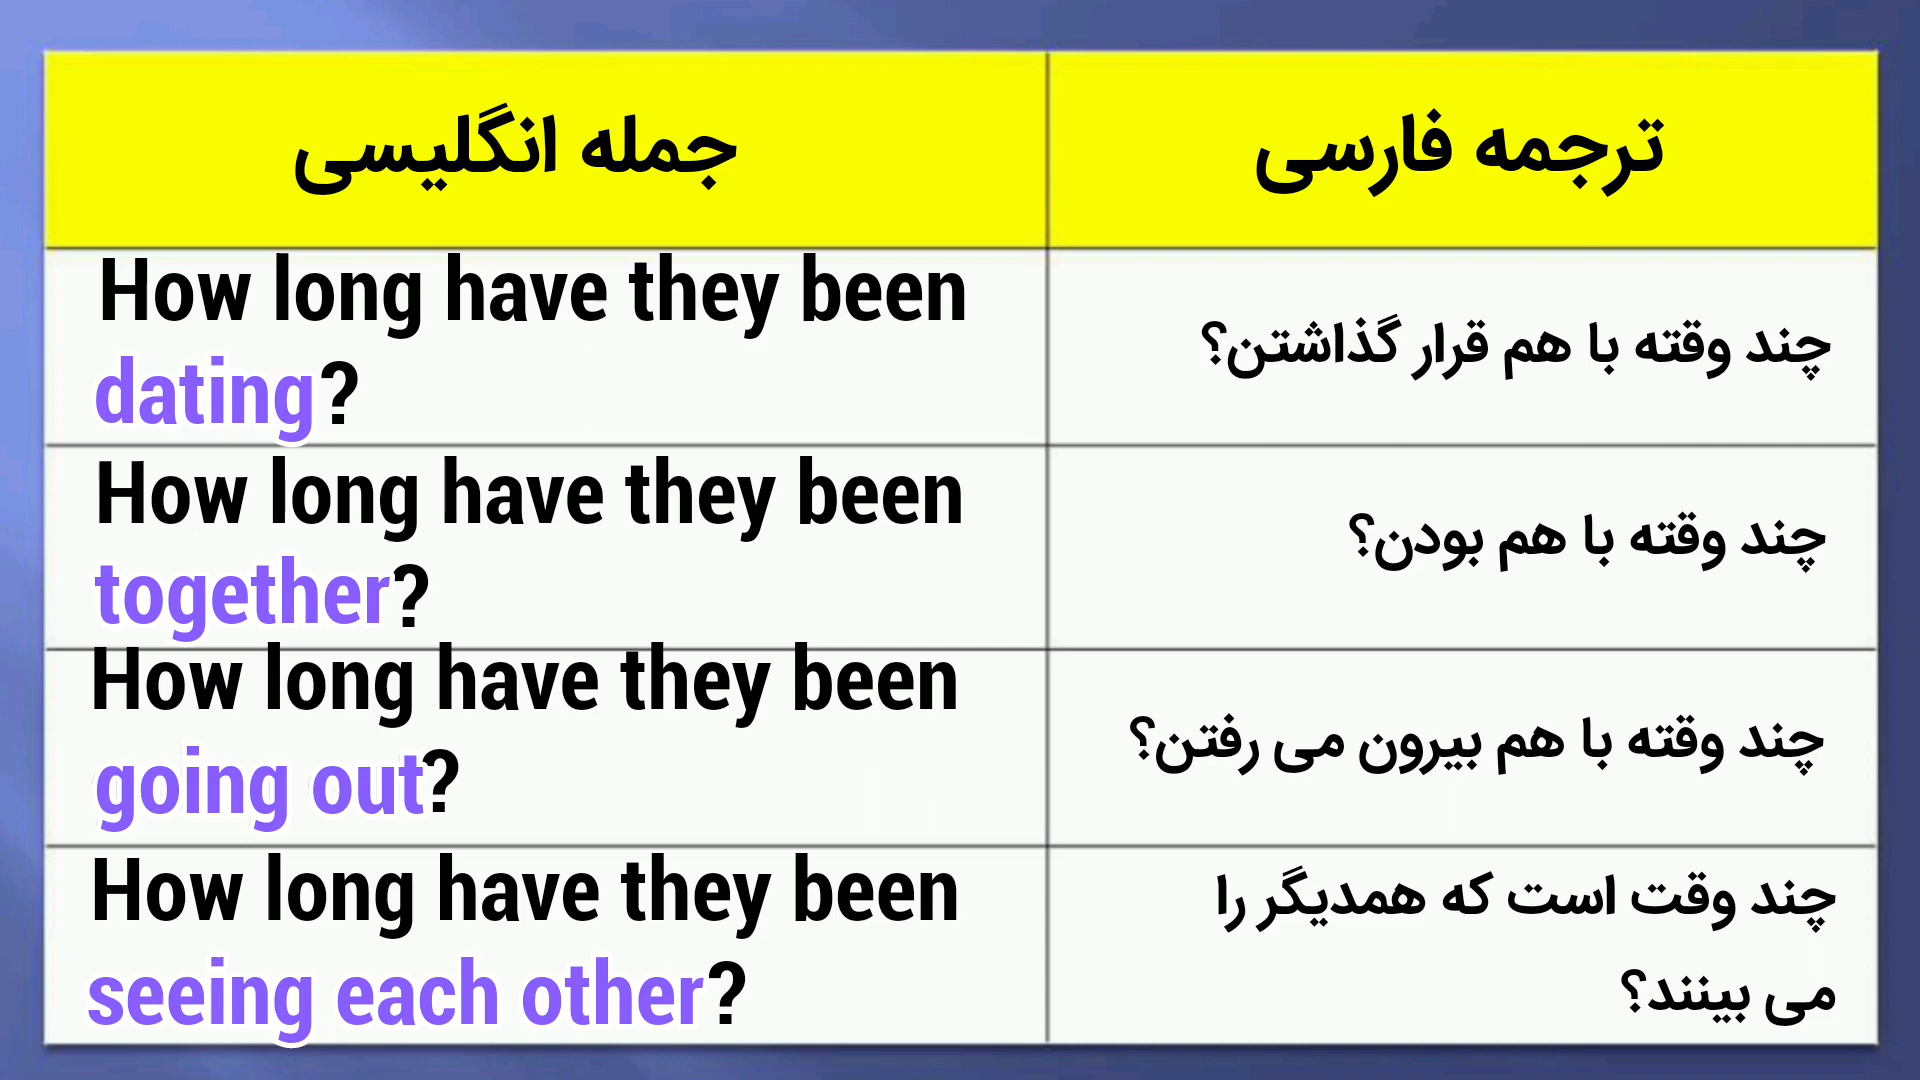 جمله انگلیسی
ترجمه فارسی
How long have they been
dating?
چند وقته با هم قرار گذاشتن؟
How long have they been
together?
چند وقته با هم بودن؟
How long have they been
going out?
چند وقته با هم بیرون می رفتن؟
How long have they been
seeing each other?
چند وقت است که همدیگر را
می بینند؟